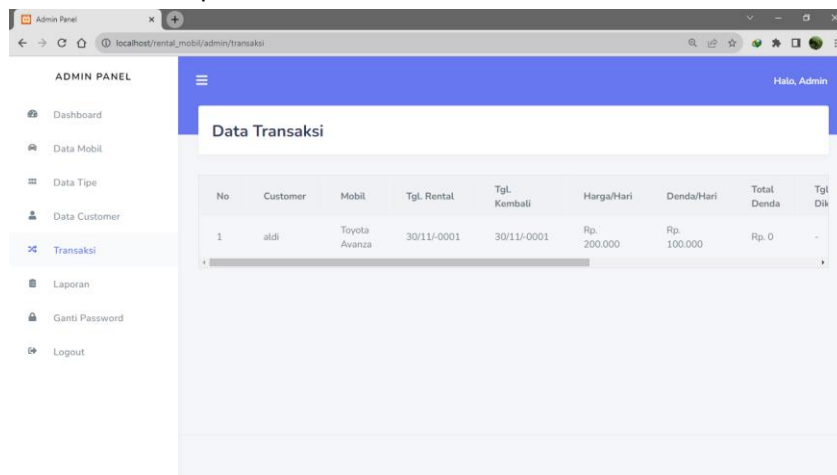 Admin Panel
localhost/rental_mobil/admin/transaksi
ADMIN PANEL
Halo, Admin
Dashboard
Data Mobil
Data Tipe
Data Customer
Transaksi
Laporan
Ganti Password
Logout
Data Transaksi
No Customer Mobil Tgl. Rental Tgl. Kembali Harga/Hari Denda/Hari Total Denda Tgl
1 aldi Toyota Avanza 30/11/-0001 30/11/-0001 Rp. 200.000 Rp. 100.000 Rp. 0 -